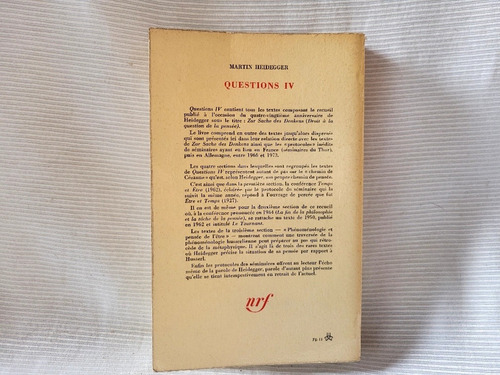 MARTIN HEIDEGGER
QUESTIONS IV
Questions IV contient tous les textes composant le recueil
publié à l'occasion du quatre-vingtième anniversaire de
Heidegger sous le titre : Zur Sache des Denkens (Droit à la
question de la pensée).
Le livre comprend en outre des textes jusqu'alors dispersés
qui sont présentés ici dans leur relation directe avec les textes
de Zur Sache des Denkens ainsi que les « protocoles » inédits
de séminaires ayant eu lieu en France (séminaires du Thor),
puis en Allemagne, entre 1966 et 1973.
Les quatre sections dans lesquelles sont regroupés les textes
de Questions IV représentent autant de pas sur le « chemin de
Cézanne » qu'est, selon Heidegger, son propre chemin de pensée.
C'est ainsi que dans la première section, la conférence Temps
et Être (1962), éclairée par le protocole du séminaire qui la
suivit la même année, répond à l'ouvrage de pensée que fut
Être et Temps (1927).
Il en est de même pour la deuxième section de ce recueil
où, à la conférence prononcée en 1964 (La fin de la philosophie
et la tâche de la pensée), se rattache un texte de 1950, publié
en 1962 et intitulé Le Tournant.
Les textes de la troisième section — « Phénoménologie et
pensée de l'être » — montrent comment une traversée de la
phénoménologie husserlienne peut préparer au pas qui rétro-
cède de la métaphysique. Il s'agit là de trois des rares textes
où Heidegger précise la situation de sa pensée par rapport à
Husserl.
Enfin les protocoles des séminaires offrent au lecteur l'écho
même de la parole de Heidegger, parole d'autant plus présente
qu'elle se tient intempestivement en retrait de l'actuel.
nrf